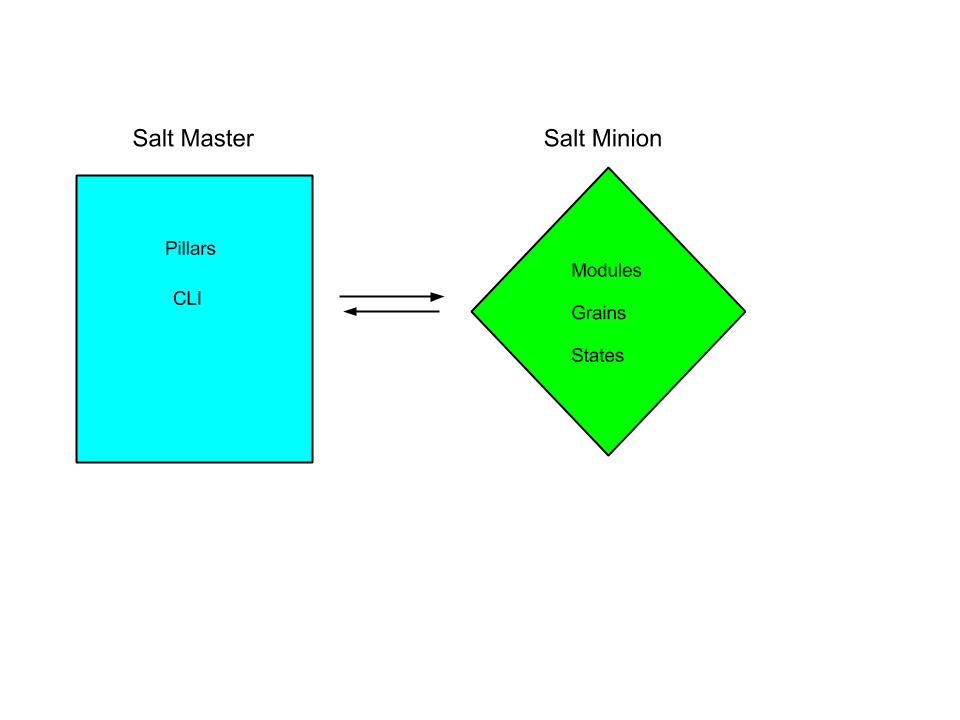 Salt Master
Salt Minion
Pillars
CLI
Modules
Grains
States